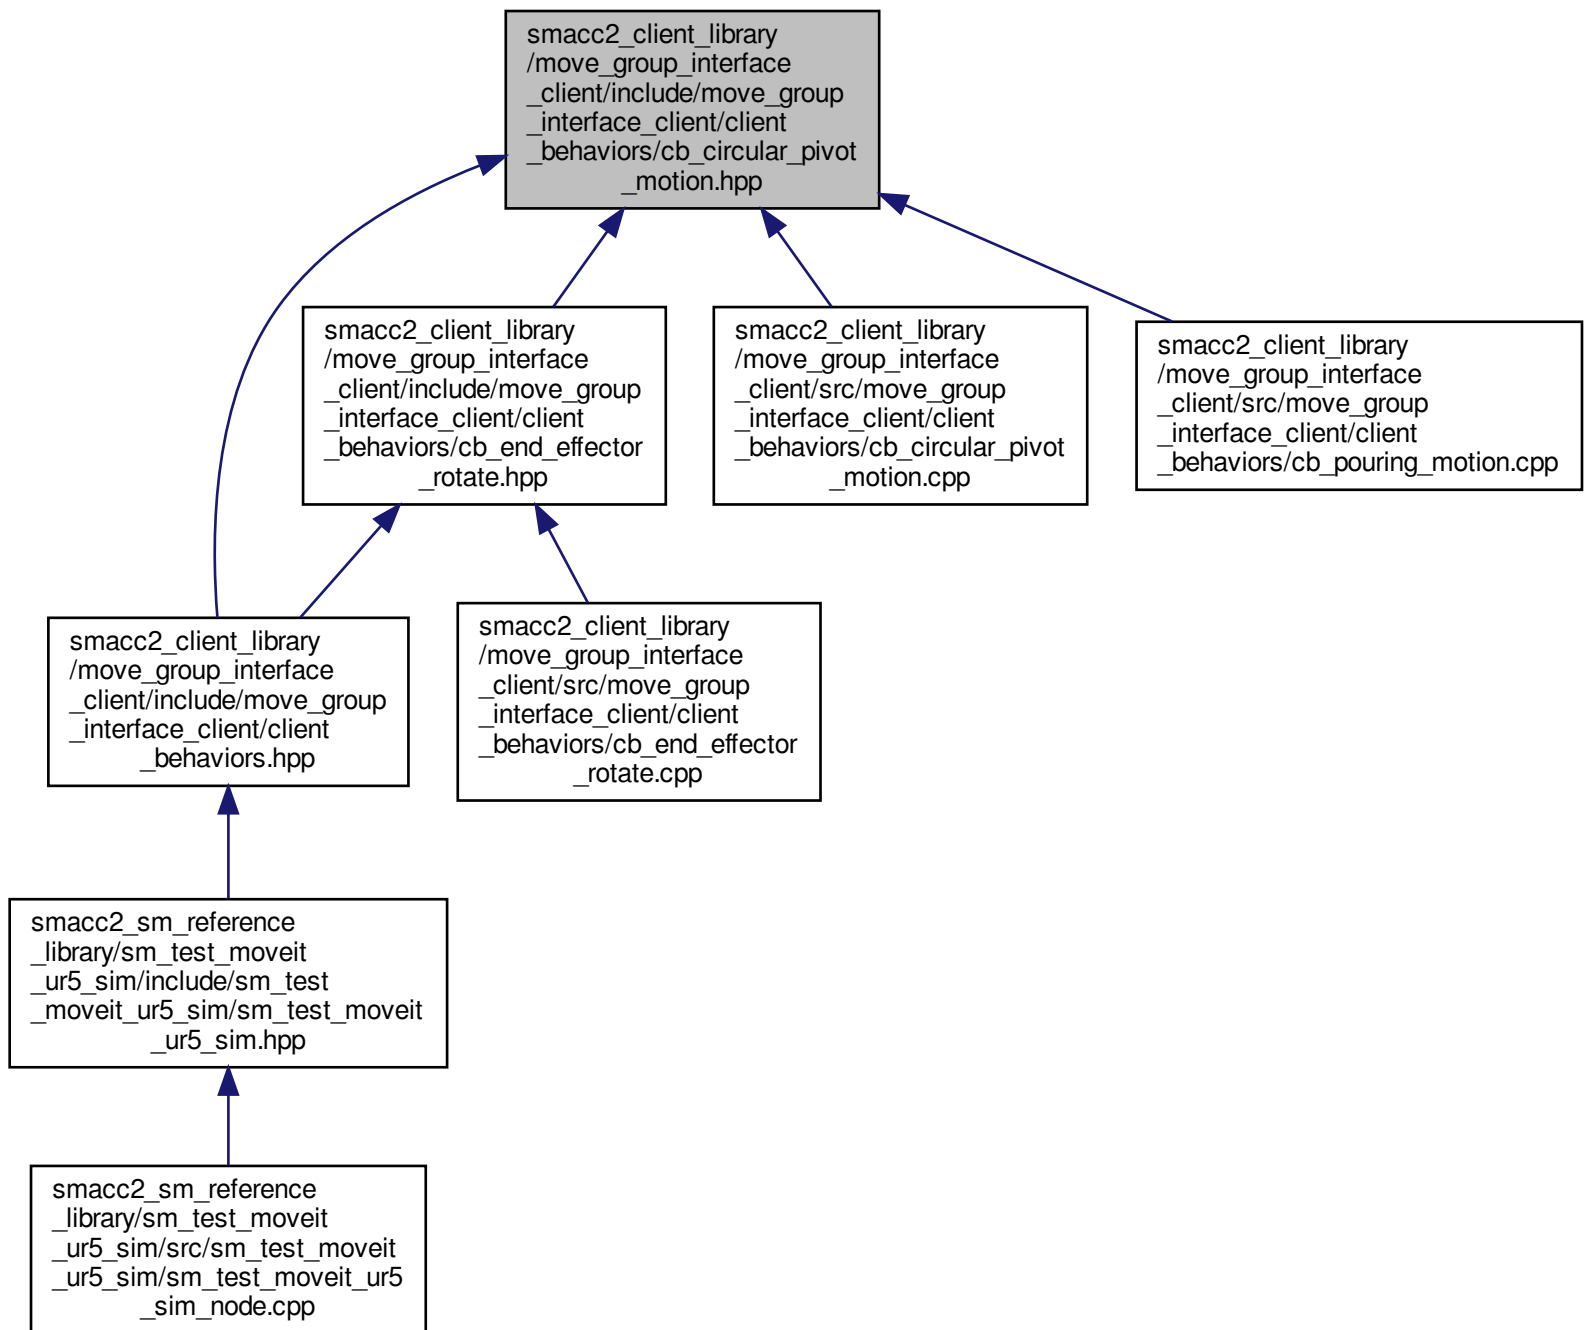 smacc2_client_library
/move_group_interface
_client/include/move_group
_interface_client/client
_behaviors/cb_circular_pivot
_motion.hpp
smacc2_client_library
/move_group_interface
_client/include/move_group
_interface_client/client
_behaviors/cb_end_effector
_rotate.hpp
smacc2_client_library
/move_group_interface
_client/src/move_group
_interface_client/client
_behaviors/cb_circular_pivot
_motion.cpp
smacc2_client_library
/move_group_interface
_client/src/move_group
_interface_client/client
_behaviors/cb_pouring_motion.cpp
smacc2_client_library
/move_group_interface
_client/include/move_group
_interface_client/client
_behaviors.hpp
smacc2_client_library
/move_group_interface
_client/src/move_group
_interface_client/client
_behaviors/cb_end_effector
_rotate.cpp
smacc2_sm_reference
_library/sm_test_moveit
_ur5_sim/include/sm_test
_moveit_ur5_sim/sm_test_moveit
_ur5_sim.hpp
smacc2_sm_reference
_library/sm_test_moveit
_ur5_sim/src/sm_test_moveit
_ur5_sim/sm_test_moveit_ur5
_sim_node.cpp